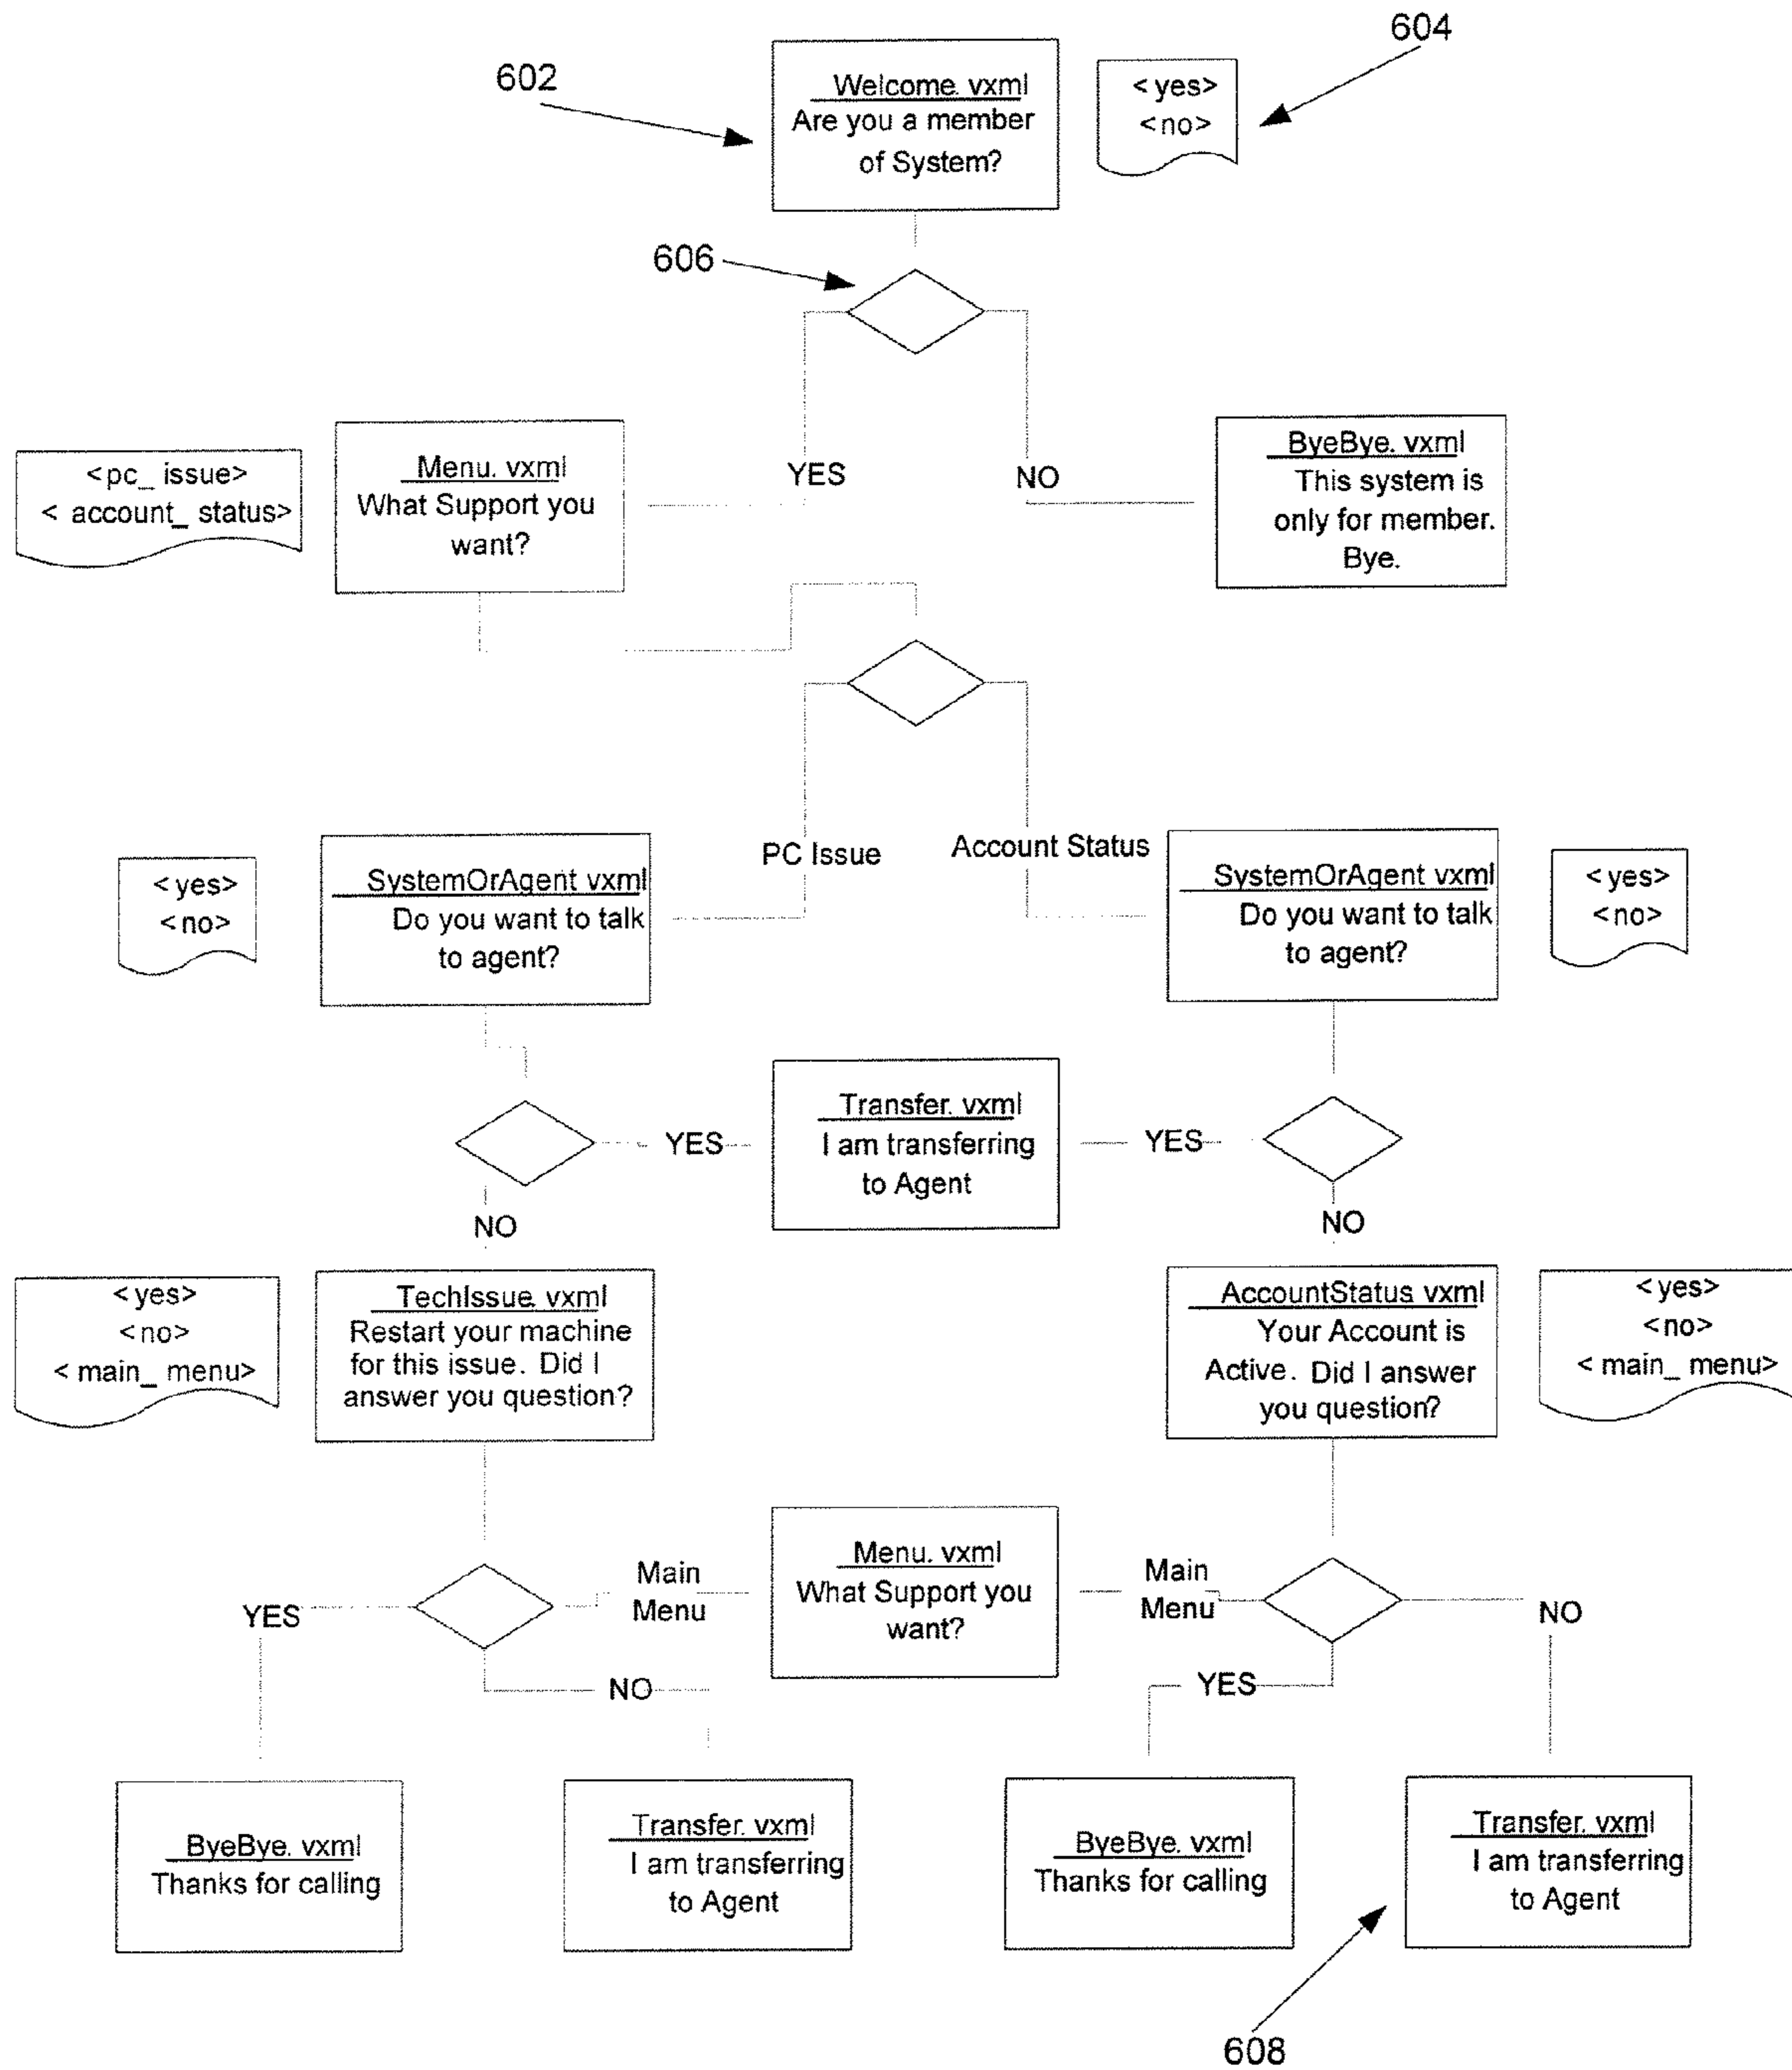 604
602
Welcome. vxml
Are you a member
of System?
<yes>
<no>
606
YES
NO
<pc_ issue>
< account_ status>
Menu. vxml
What Support you
want?
ByeBye. vxml
This system is
only for member.
Bye.
PC Issue
Account Status
<yes>
<no>
SystemOrAgent vxml
Do you want to talk
to agent?
SystemOrAgent vxml
Do you want to talk
to agent?
<yes>
<no>
YES
Transfer. vxml
I am transferring
to Agent
YES
NO
NO
<yes>
<no>
< main_ menu>
TechIssue. vxml
Restart your machine
for this issue. Did I
answer you question?
AccountStatus vxml
Your Account is
Active. Did I answer
you question?
<yes>
<no>
< main_ menu>
YES
Main
Menu
Menu. vxml
What Support you
want?
Main
Menu
NO
NO
YES
ByeBye. vxml
Thanks for calling
Transfer. vxml
I am transferring
to Agent
ByeBye. vxml
Thanks for calling
Transfer. vxml
I am transferring
to Agent
608